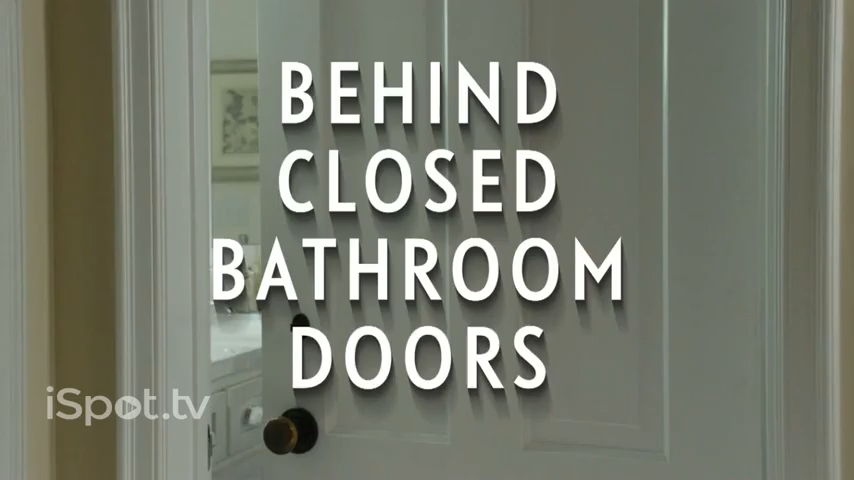 BEHIND
CLOSED
BATHROOM
DOORS
iSpot.tv